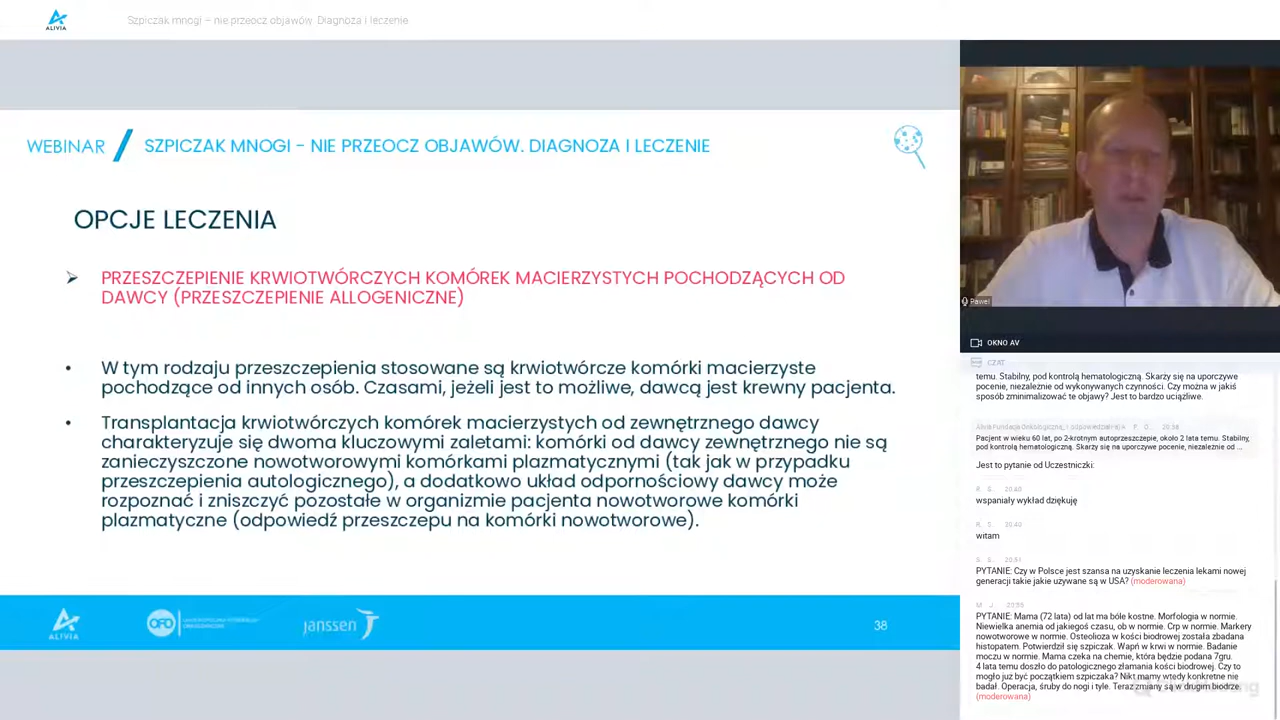 ALIVIA
Szpiczak mnogi – nie przeocz objawów. Diagnoza i leczenie.
WEBINAR
SZPICZAK MNOGI - NIE PRZEOCZ OBJAWÓW. DIAGNOZA I LECZENIE
OPCJE LECZENIA
PRZESZCZEPIENIE KRWIOTWÓRCZYCH KOMÓREK MACIERZYSTYCH POCHODZĄCYCH OD
DAWCY (PRZESZCZEPIENIE ALLOGENICZNE)
• W tym rodzaju przeszczepienia stosowane są krwiotwórcze komórki macierzyste
pochodzące od innych osób. Czasami, jeżeli jest to możliwe, dawcą jest krewny pacjenta.
• Transplantacja krwiotwórczych komórek macierzystych od zewnętrznego dawcy
charakteryzuje się dwoma kluczowymi zaletami: komórki od dawcy zewnętrznego nie są
zanieczyszczone nowotworowymi komórkami plazmatycznymi (tak jak w przypadku
przeszczepienia autologicznego), a dodatkowo układ odpornościowy dawcy może
rozpoznać i zniszczyć pozostałe w organizmie pacjenta nowotworowe komórki
plazmatyczne (odpowiedź przeszczepu na komórki nowotworowe).
ALIVIA
OFO
janssen
38
Paweł
OKNO AV
CZAT
temu. Stabilny, pod kontrolą hematologiczną. Skarży się na uporczywe
pocenie, niezależnie od wykonywanych czynności. Czy można w jakiś
sposób zminimalizować te objawy? Jest to bardzo uciążliwe.
20:38
Pacjent w wieku 60 lat, po 2-krotnym autoprzeszczepie, około 2 lata temu. Stabilny,
pod kontrolą hematologiczną. Skarży się na uporczywe pocenie, niezależnie od ...
Jest to pytanie od Uczestniczki:
R. G. 20:40
wspaniały wykład dziękuję
R. S. 20:40
witam
S. S. 20:51
PYTANIE: Czy w Polsce jest szansa na uzyskanie leczenia lekami nowej
generacji takie jakie używane są w USA? (moderowana)
M. J.
PYTANIE: Mama (72 lata) od lat ma bóle kostne. Morfologia w normie.
Niewielka anemia od jakiegoś czasu, ob w normie. Crp w normie. Markery
nowotworowe w normie. Osteolioza w kości biodrowej została zbadana
histopatem. Potwierdził się szpiczak. Wapń w krwi w normie. Badanie
moczu w normie. Mama czeka na chemie, która będzie podana 7gru.
4 lata temu doszło do patologicznego złamania kości biodrowej. Czy to
mogło już być początkiem szpiczaka? Nikt mamy wtedy konkretne nie
badał. Operacja, śruby do nogi i tyle. Teraz zmiany są w drugim biodrze.
(moderowana)